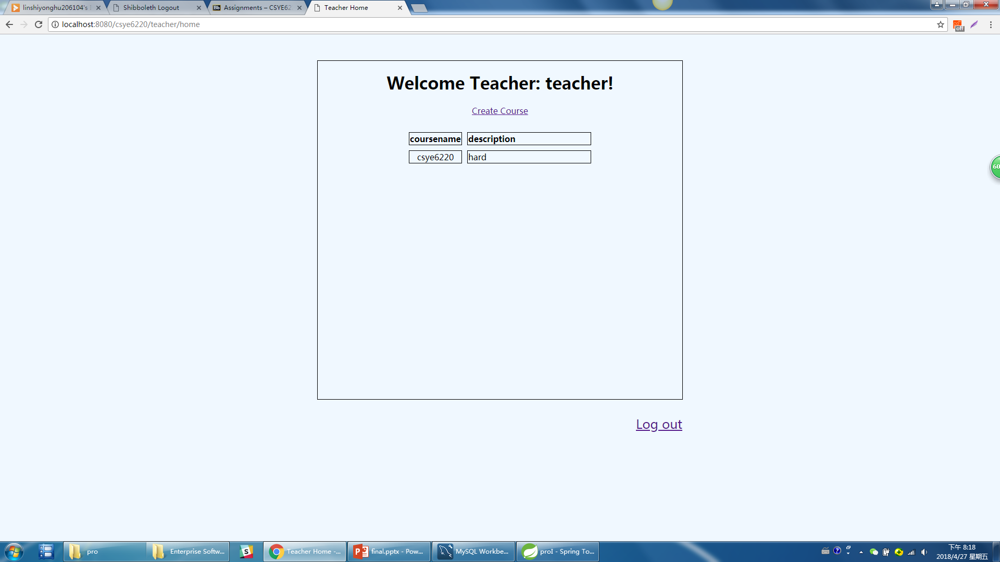 linshiyonghu206104's
Shibboleth Logout
Assignments – CSYE62
Teacher Home
localhost:8080/csye6220/teacher/home
off
Welcome Teacher: teacher!
Create Course
coursename description
csye6220 hard
60
Log out
pro
Enterprise Softw...
Teacher Home -...
final.pptx - Pow...
MySQL Workbe...
proI - Spring To...
下午 8:18
2018/4/27 星期五